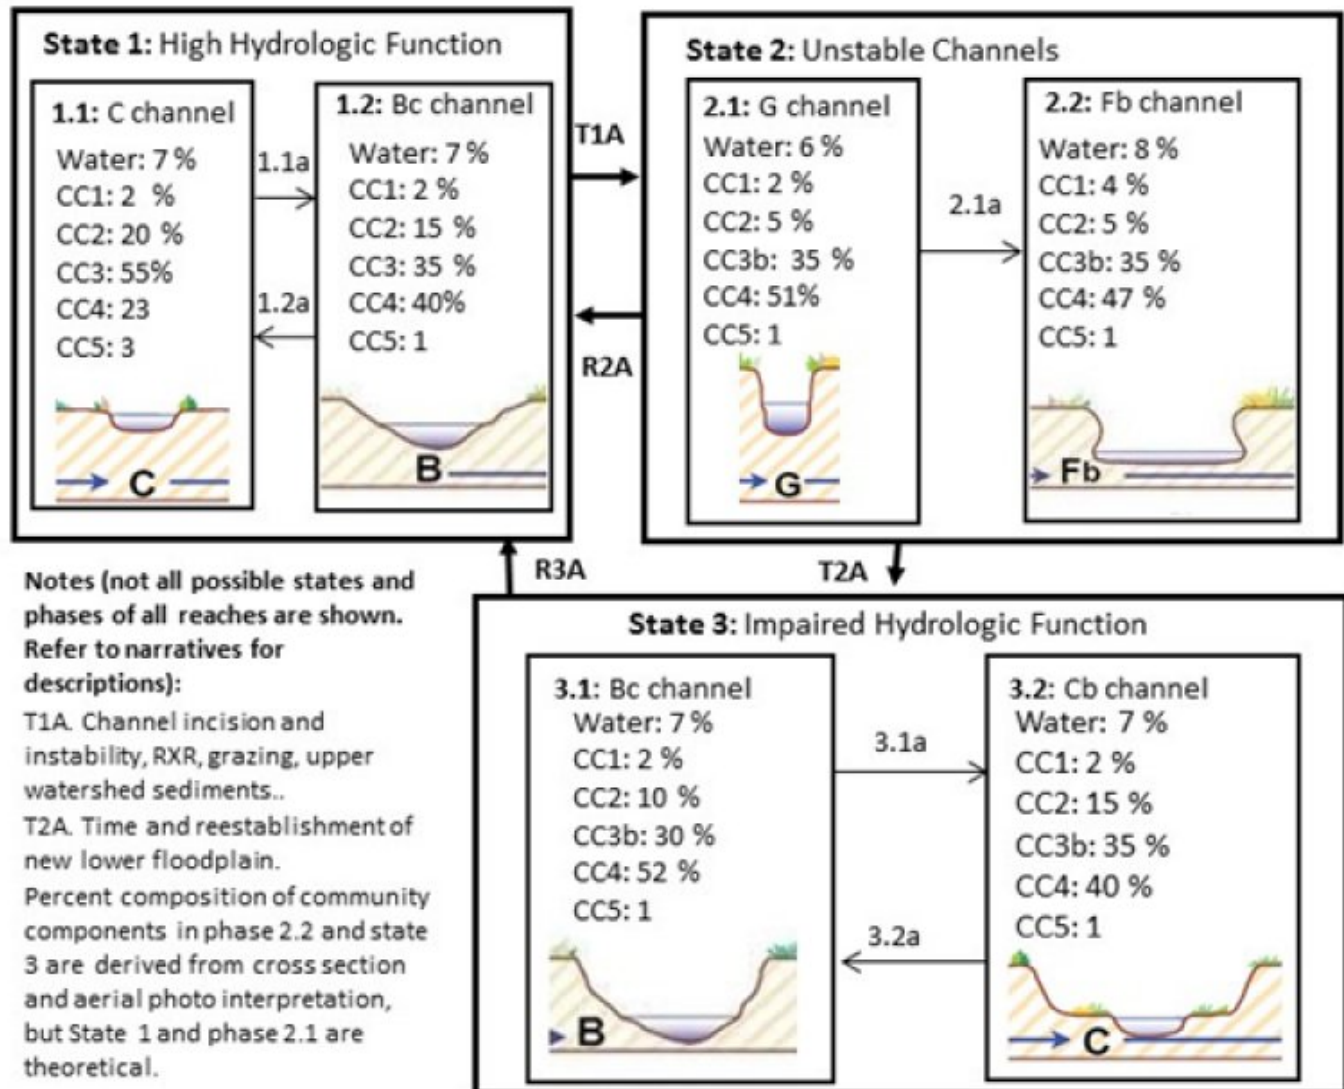 State 1: High Hydrologic Function
1.1: C channel
Water: 7 %
CC1: 2 %
CC2: 20 %
CC3: 55%
CC4: 23
CC5: 3
C
1.1a
1.2a
1.2: Bc channel
Water: 7 %
CC1: 2 %
CC2: 15 %
CC3: 35 %
CC4: 40%
CC5: 1
B
T1A
R2A
State 2: Unstable Channels
2.1: G channel
Water: 6 %
CC1: 2 %
CC2: 5 %
CC3b: 35 %
CC4: 51%
CC5: 1
G
2.1a
2.2: Fb channel
Water: 8 %
CC1: 4 %
CC2: 5 %
CC3b: 35 %
CC4: 47 %
CC5: 1
Fb
R3A
T2A
Notes (not all possible states and
phases of all reaches are shown.
Refer to narratives for
descriptions):
T1A. Channel incision and
instability, RXR, grazing, upper
watershed sediments..
T2A. Time and reestablishment of
new lower floodplain.
Percent composition of community
components in phase 2.2 and state
3 are derived from cross section
and aerial photo interpretation,
but State 1 and phase 2.1 are
theoretical.
State 3: Impaired Hydrologic Function
3.1: Bc channel
Water: 7 %
CC1: 2 %
CC2: 10 %
CC3b: 30 %
CC4: 52 %
CC5: 1
B
3.1a
3.2a
3.2: Cb channel
Water: 7 %
CC1: 2 %
CC2: 15 %
CC3b: 35 %
CC4: 40 %
CC5: 1
C